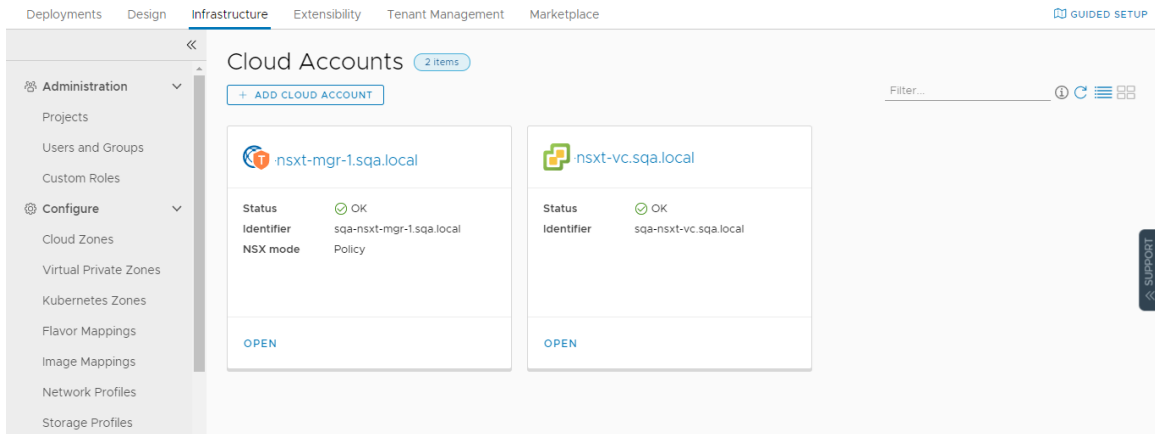 Deployments Design Infrastructure Extensibility Tenant Management Marketplace GUIDED SETUP
Cloud Accounts 2 items
+ ADD CLOUD ACCOUNT
Filter...
Administration
Projects
Users and Groups
Custom Roles
Configure
Cloud Zones
Virtual Private Zones
Kubernetes Zones
Flavor Mappings
Image Mappings
Network Profiles
Storage Profiles
nsxt-mgr-1.sqa.local
Status OK
Identifier sqa-nsxt-mgr-1.sqa.local
NSX mode Policy
OPEN
nsxt-vc.sqa.local
Status OK
Identifier sqa-nsxt-vc.sqa.local
OPEN
SUPPORT